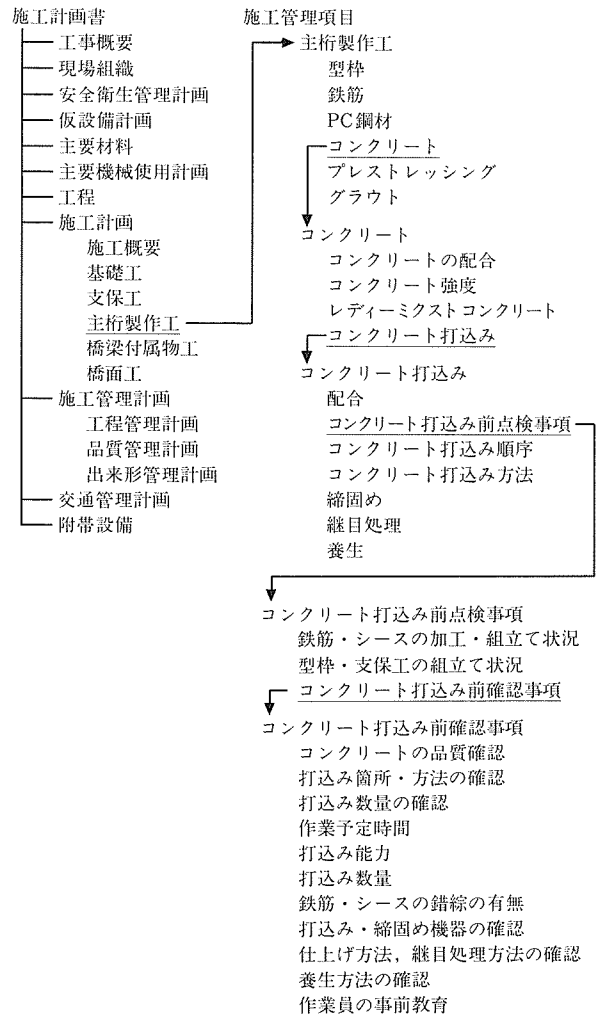 施工計画書
工事概要
現場組織
安全衛生管理計画
仮設備計画
主要材料
主要機械使用計画
工程
施工計画
施工概要
基礎工
支保工
主桁製作工
橋梁付属物工
橋面工
施工管理計画
工程管理計画
品質管理計画
出来形管理計画
交通管理計画
附帯設備
施工管理項目
主桁製作工
型枠
鉄筋
PC鋼材
コンクリート
プレストレッシング
グラウト
コンクリート
コンクリートの配合
コンクリート強度
レディーミクストコンクリート
コンクリート打込み
コンクリート打込み
配合
コンクリート打込み前点検事項
コンクリート打込み順序
コンクリート打込み方法
締固め
継目処理
養生
コンクリート打込み前点検事項
鉄筋・シースの加工・組立て状況
型枠・支保工の組立て状況
コンクリート打込み前確認事項
コンクリート打込み前確認事項
コンクリートの品質確認
打込み箇所・方法の確認
打込み数量の確認
作業予定時間
打込み能力
打込み数量
鉄筋・シースの錯綜の有無
打込み・締固め機器の確認
仕上げ方法，継目処理方法の確認
養生方法の確認
作業員の事前教育